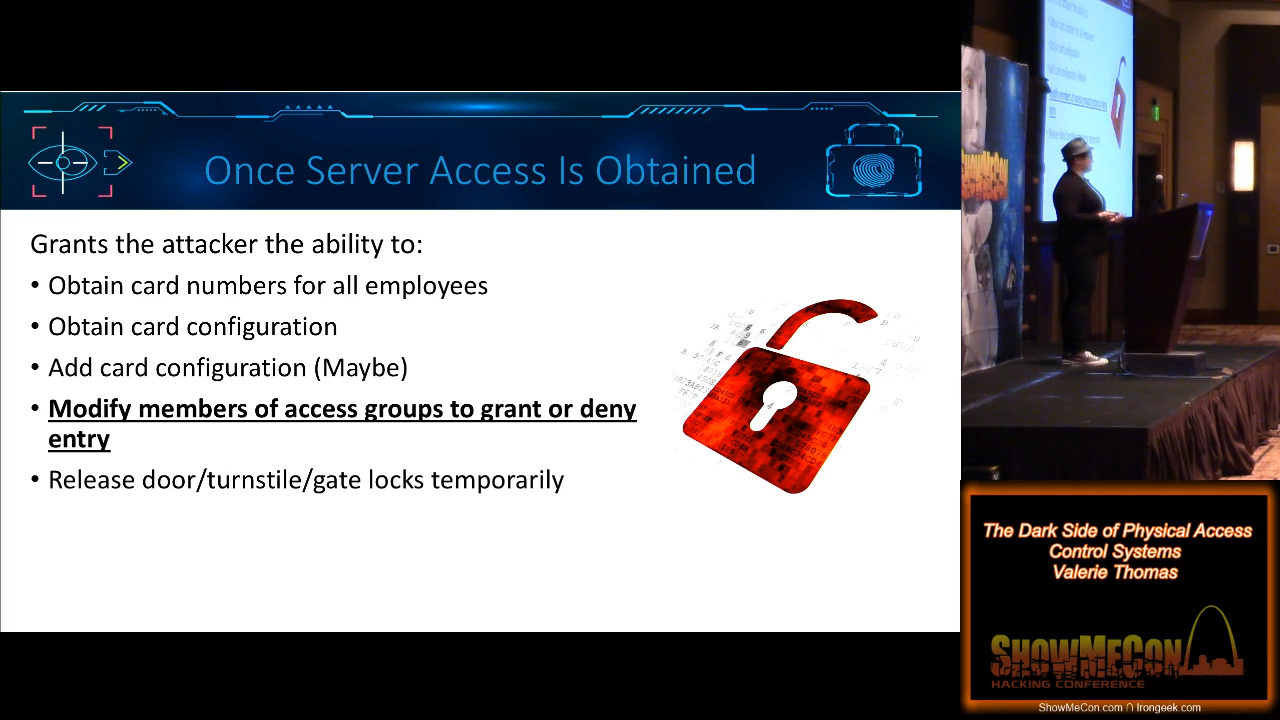 Once Server Access Is Obtained
Grants the attacker the ability to:
• Obtain card numbers for all employees
• Obtain card configuration
• Add card configuration (Maybe)
• Modify members of access groups to grant or deny
entry
• Release door/turnstile/gate locks temporarily
The Dark Side of Physical Access
Control Systems
Valerie Thomas
SHOWMECON
HACKING CONFERENCE
ShowMeCon.com ∩ Irongeek.com